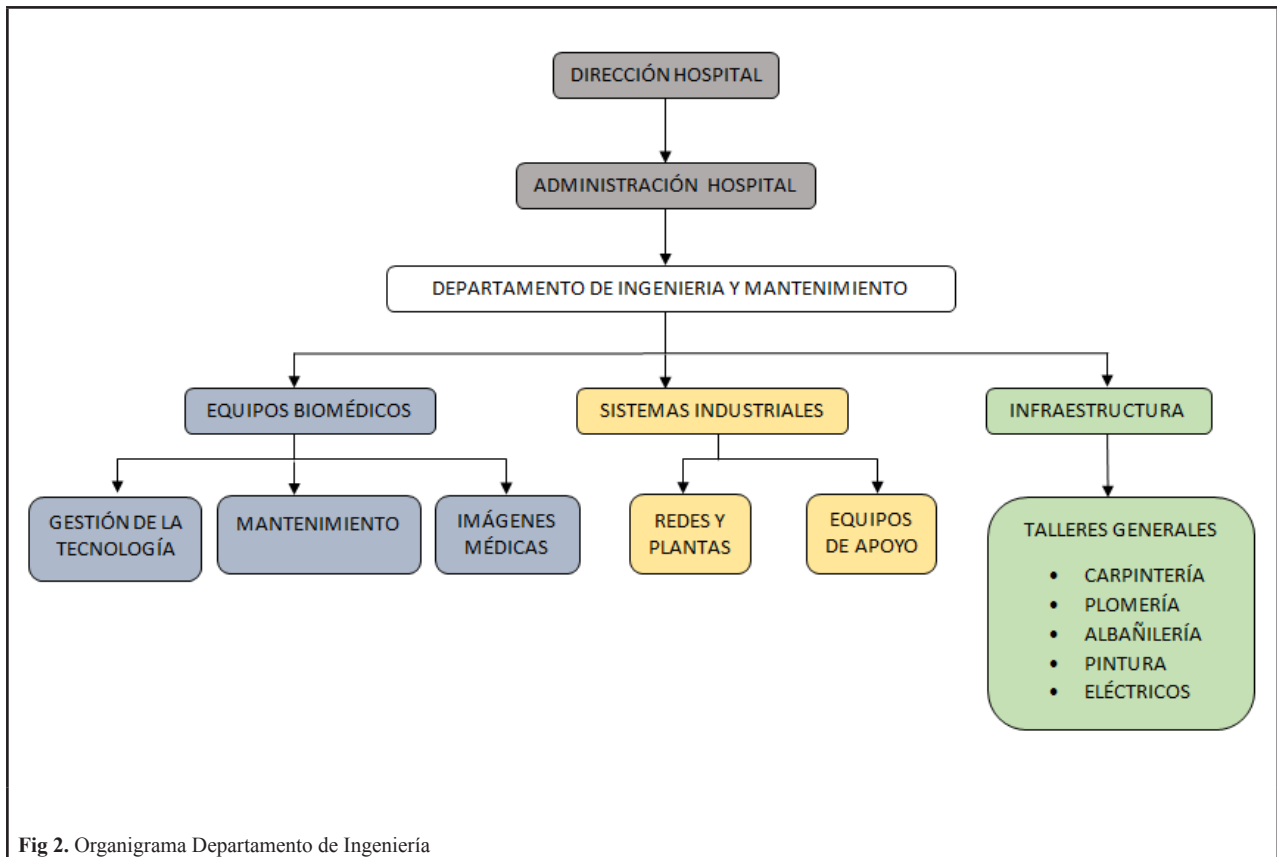 DIRECCIÓN HOSPITAL
ADMINISTRACIÓN HOSPITAL
DEPARTAMENTO DE INGENIERIA Y MANTENIMIENTO
EQUIPOS BIOMÉDICOS
SISTEMAS INDUSTRIALES
INFRAESTRUCTURA
GESTIÓN DE LA
TECNOLOGÍA
MANTENIMIENTO
IMÁGENES
MÉDICAS
REDES Y
PLANTAS
EQUIPOS
DE APOYO
TALLERES GENERALES
• CARPINTERÍA
• PLOMERÍA
• ALBAÑILERÍA
• PINTURA
• ELÉCTRICOS
Fig 2. Organigrama Departamento de Ingeniería